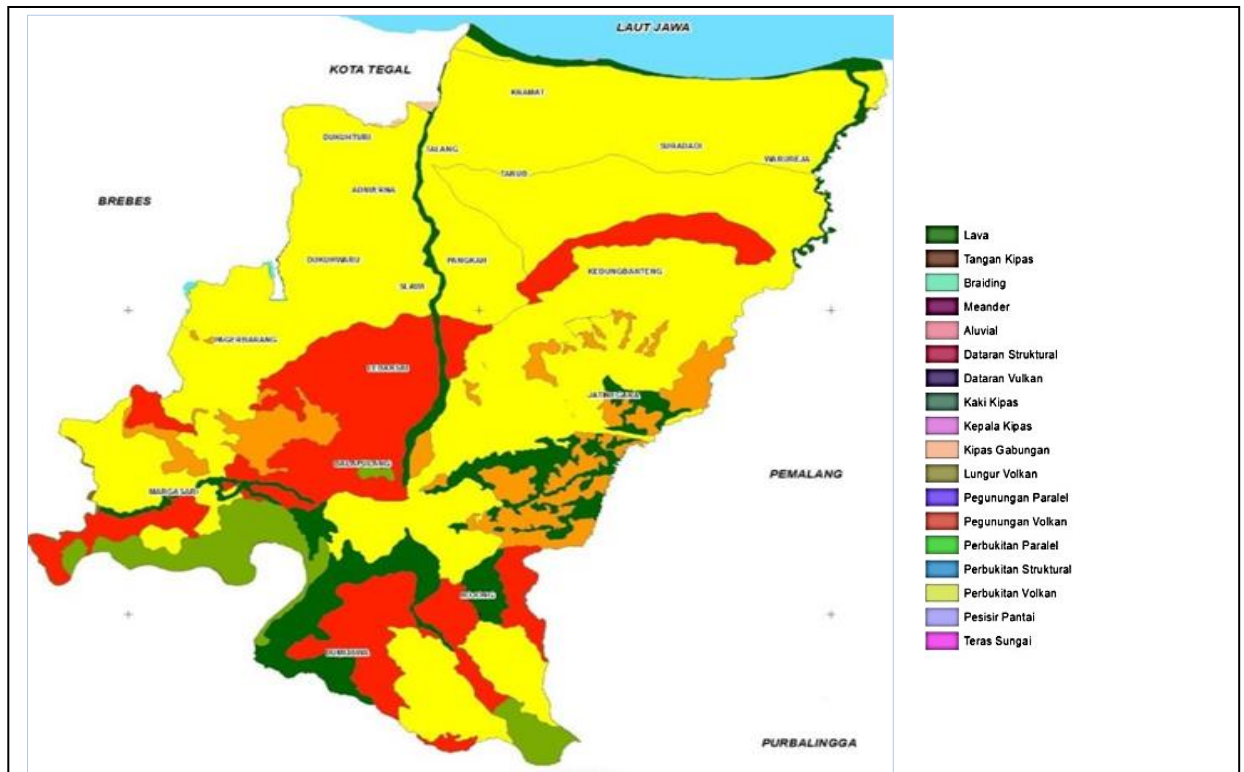 LAUT JAWA
KOTA TEGAL
KRAMAT
DUKUHTURI
TALANG
SURADADI
WARUREJA
TARUB
ADIWERNA
BREBES
DUKUHWARU
PANGKAH
KEDUNGBANTENG
SLAWI
PAGERBARANG
LEBAKSIU
JATINEGARA
BALAPULANG
PEMALANG
MARGASARI
BOJONG
BUMIJAWA
PURBALINGGA
Lava
Tangan Kipas
Braiding
Meander
Aluvial
Dataran Struktural
Dataran Vulkan
Kaki Kipas
Kepala Kipas
Kipas Gabungan
Lungur Volkan
Pegunungan Paralel
Pegunungan Volkan
Perbukitan Paralel
Perbukitan Struktural
Perbukitan Volkan
Pesisir Pantai
Teras Sungai